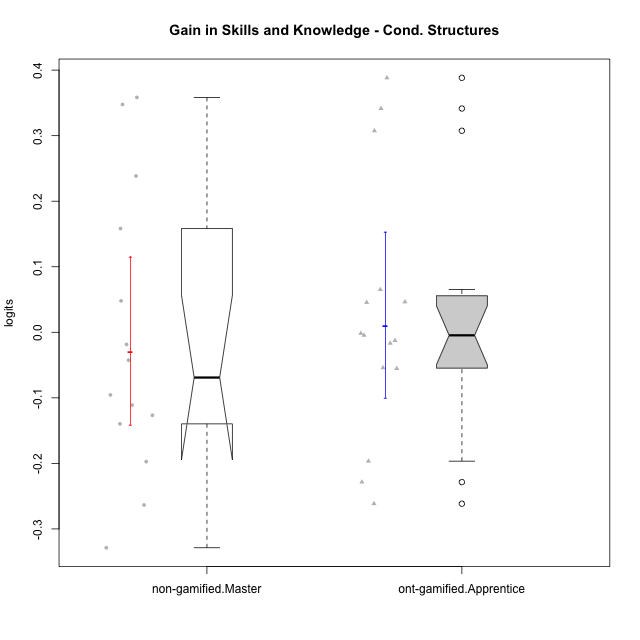 Gain in Skills and Knowledge - Cond. Structures
logits
0.4
0.3
0.2
0.1
0.0
-0.1
-0.2
-0.3
non-gamified.Master
ont-gamified.Apprentice